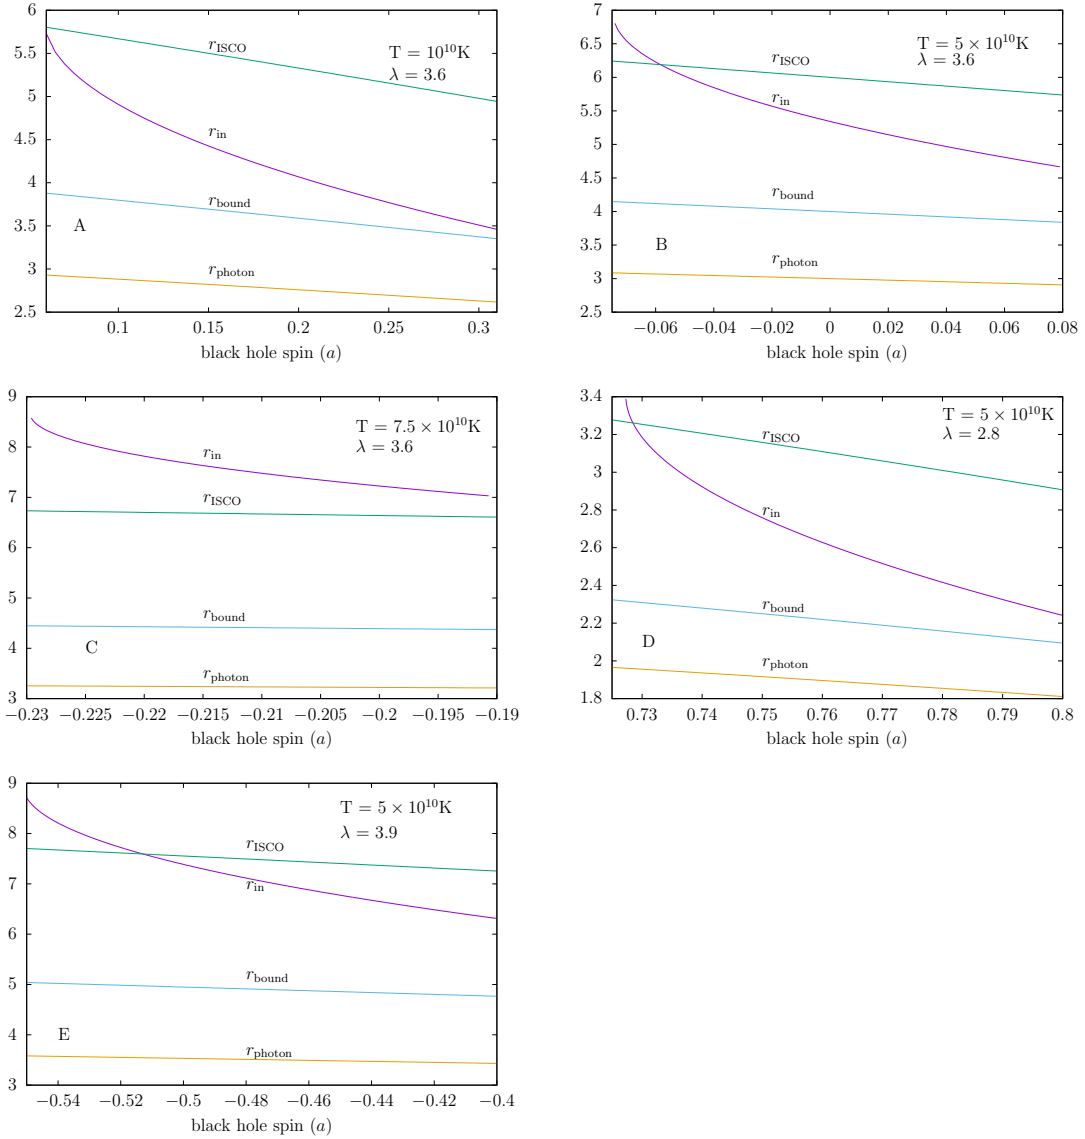 6
5.5
5
4.5
4
3.5
3
2.5
r_ISCO
T = 10^10K
λ = 3.6
r_in
r_bound
A
r_photon
0.1 0.15 0.2 0.25 0.3
black hole spin (a)
7
6.5
6
5.5
5
4.5
4
3.5
3
2.5
T = 5 × 10^10K
λ = 3.6
r_ISCO
r_in
r_bound
B
r_photon
−0.06 −0.04 −0.02 0 0.02 0.04 0.06 0.08
black hole spin (a)
9
8
7
6
5
4
3
T = 7.5 × 10^10K
λ = 3.6
r_in
r_ISCO
r_bound
C
r_photon
−0.23 −0.225 −0.22 −0.215 −0.21 −0.205 −0.2 −0.195 −0.19
black hole spin (a)
3.4
3.2
3
2.8
2.6
2.4
2.2
2
1.8
T = 5 × 10^10K
λ = 2.8
r_ISCO
r_in
r_bound
D
r_photon
0.73 0.74 0.75 0.76 0.77 0.78 0.79 0.8
black hole spin (a)
9
8
7
6
5
4
3
T = 5 × 10^10K
λ = 3.9
r_ISCO
r_in
r_bound
E
r_photon
−0.54 −0.52 −0.5 −0.48 −0.46 −0.44 −0.42 −0.4
black hole spin (a)